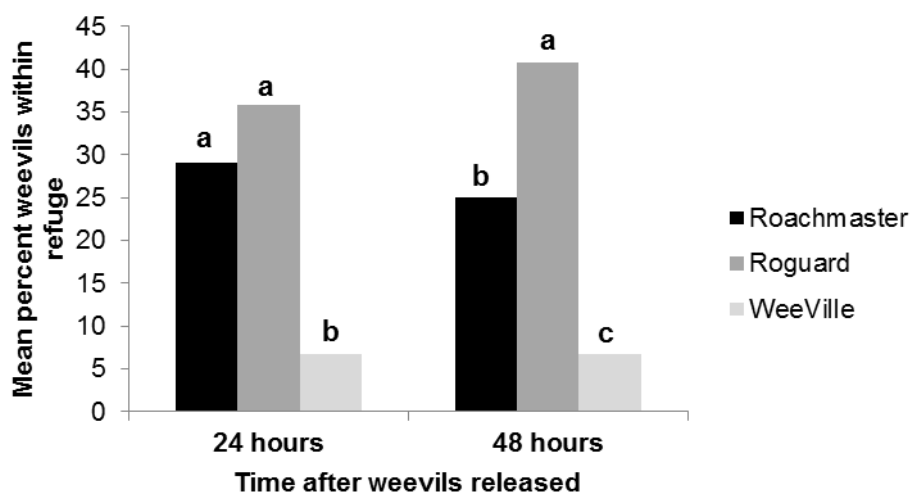 Mean percent weevils within
refuge
45
40
35
30
25
20
15
10
5
0
a
a
b
b
a
c
24 hours
48 hours
Time after weevils released
Roachmaster
Roguard
WeeVille